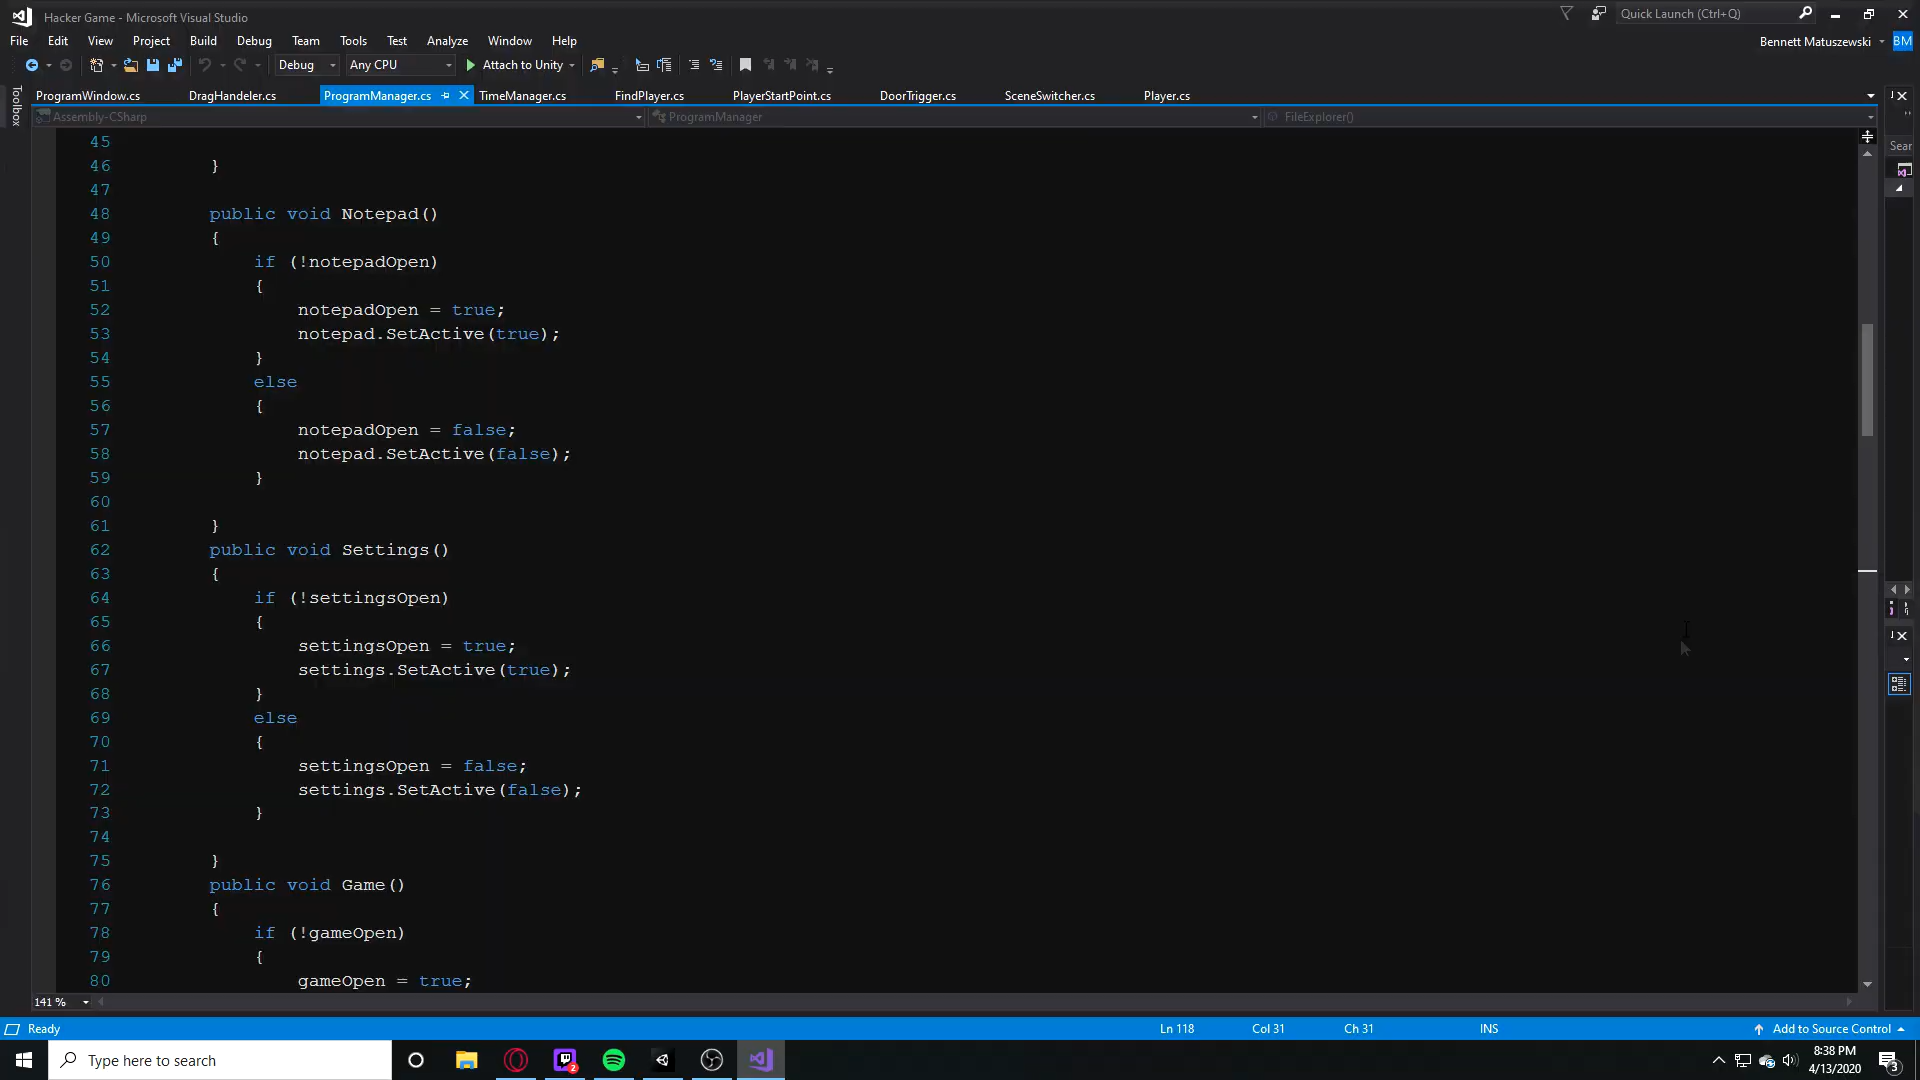 Hacker Game - Microsoft Visual Studio
Quick Launch (Ctrl+Q)
File Edit View Project Build Debug Team Tools Test Analyze Window Help
Bennett Matuszewski BM
Debug Any CPU Attach to Unity
Toolbox
ProgramWindow.cs DragHandeler.cs ProgramManager.cs TimeManager.cs FindPlayer.cs PlayerStartPoint.cs DoorTrigger.cs SceneSwitcher.cs Player.cs
Assembly-CSharp ProgramManager FileExplorer()
Sear
45
46 }
47
48 public void Notepad()
49 {
50 if (!notepadOpen)
51 {
52 notepadOpen = true;
53 notepad.SetActive(true);
54 }
55 else
56 {
57 notepadOpen = false;
58 notepad.SetActive(false);
59 }
60
61 }
62 public void Settings()
63 {
64 if (!settingsOpen)
65 {
66 settingsOpen = true;
67 settings.SetActive(true);
68 }
69 else
70 {
71 settingsOpen = false;
72 settings.SetActive(false);
73 }
74
75 }
76 public void Game()
77 {
78 if (!gameOpen)
79 {
80 gameOpen = true;
141 %
Ready Ln 118 Col 31 Ch 31 INS Add to Source Control
Type here to search
2
8:38 PM
4/13/2020
3